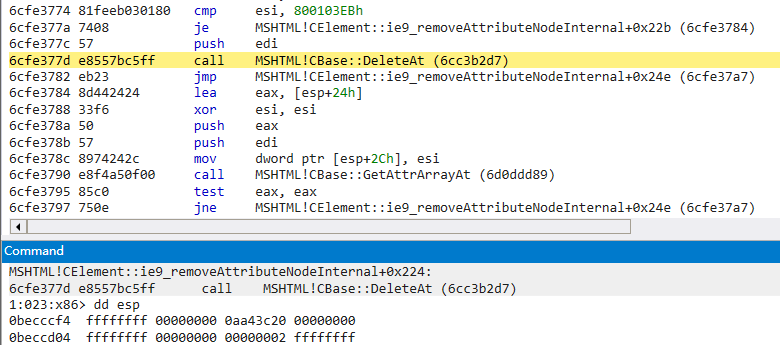 6cfe3774 81feeb030180 cmp esi, 800103EBh
6cfe377a 7408 je MSHTML!CElement::ie9_removeAttributeNodeInternal+0x22b (6cfe3784)
6cfe377c 57 push edi
6cfe377d e8557bc5ff call MSHTML!CBase::DeleteAt (6cc3b2d7)
6cfe3782 eb23 jmp MSHTML!CElement::ie9_removeAttributeNodeInternal+0x24e (6cfe37a7)
6cfe3784 8d442424 lea eax, [esp+24h]
6cfe3788 33f6 xor esi, esi
6cfe378a 50 push eax
6cfe378b 57 push edi
6cfe378c 8974242c mov dword ptr [esp+2Ch], esi
6cfe3790 e8f4a50f00 call MSHTML!CBase::GetAttrArrayAt (6d0ddd89)
6cfe3795 85c0 test eax, eax
6cfe3797 750e jne MSHTML!CElement::ie9_removeAttributeNodeInternal+0x24e (6cfe37a7)
Command
MSHTML!CElement::ie9_removeAttributeNodeInternal+0x224:
6cfe377d e8557bc5ff call MSHTML!CBase::DeleteAt (6cc3b2d7)
1:023:x86> dd esp
0becccf4 ffffffff 00000000 0aa43c20 00000000
0beccd04 ffffffff 00000000 00000002 ffffffff